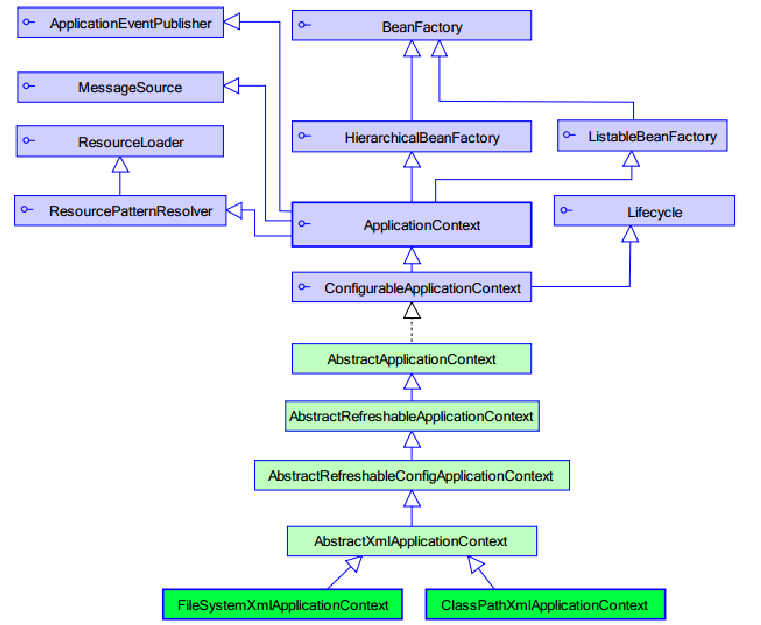 ApplicationEventPublisher
BeanFactory
MessageSource
ResourceLoader
HierarchicalBeanFactory
ListableBeanFactory
ResourcePatternResolver
ApplicationContext
Lifecycle
ConfigurableApplicationContext
AbstractApplicationContext
AbstractRefreshableApplicationContext
AbstractRefreshableConfigApplicationContext
AbstractXmlApplicationContext
FileSystemXmlApplicationContext
ClassPathXmlApplicationContext